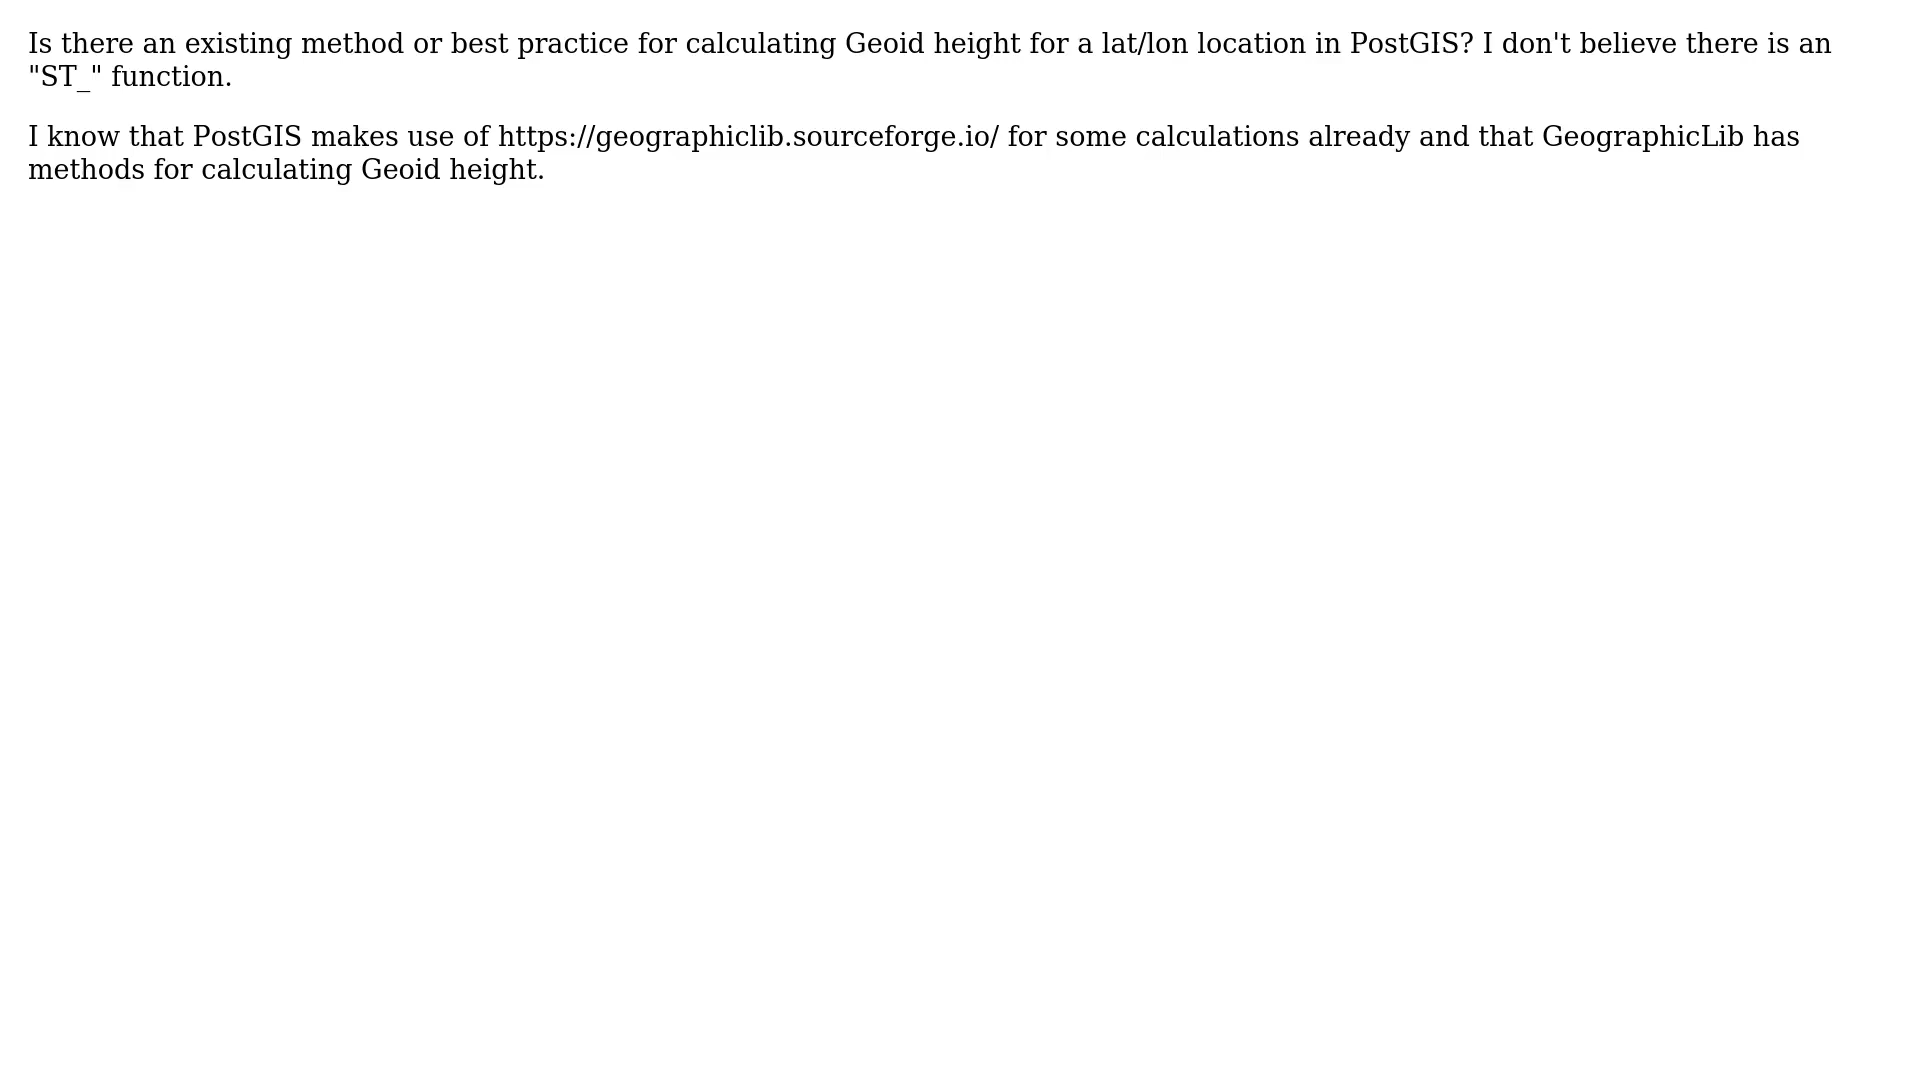 Is there an existing method or best practice for calculating Geoid height for a lat/lon location in PostGIS? I don't believe there is an
"ST_" function.
I know that PostGIS makes use of https://geographiclib.sourceforge.io/ for some calculations already and that GeographicLib has
methods for calculating Geoid height.